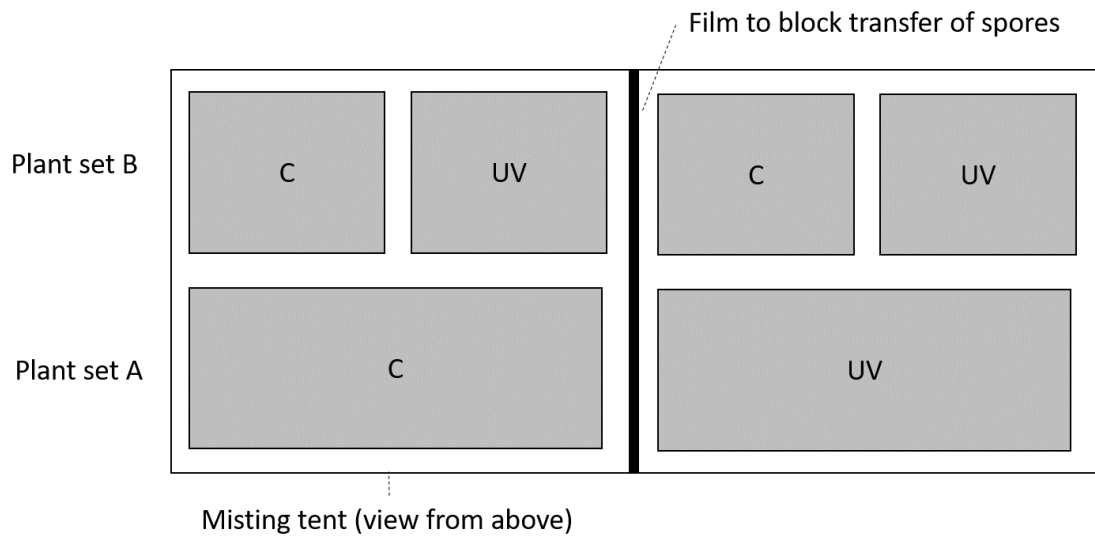 Film to block transfer of spores
Plant set B
C
UV
C
UV
Plant set A
C
UV
Misting tent (view from above)